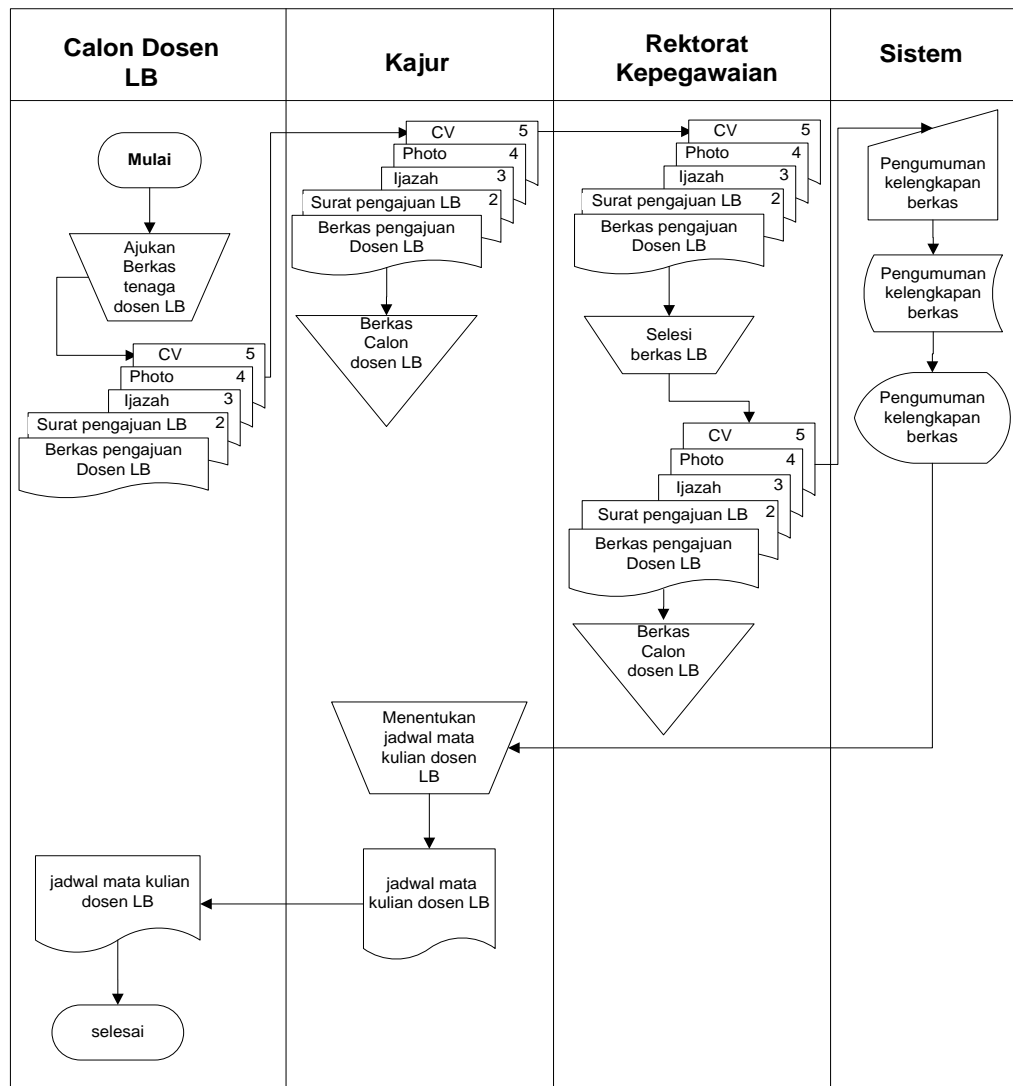 Calon Dosen
LB
Kajur
Rektorat
Kepegawaian
Sistem
Mulai
Ajukan
Berkas
tenaga
dosen LB
CV 5
Photo 4
Ijazah 3
Surat pengajuan LB 2
Berkas pengajuan
Dosen LB
CV 5
Photo 4
Ijazah 3
Surat pengajuan LB 2
Berkas pengajuan
Dosen LB
Berkas
Calon
dosen LB
CV 5
Photo 4
Ijazah 3
Surat pengajuan LB 2
Berkas pengajuan
Dosen LB
Selesi
berkas LB
CV 5
Photo 4
Ijazah 3
Surat pengajuan LB 2
Berkas pengajuan
Dosen LB
Berkas
Calon
dosen LB
Pengumuman
kelengkapan
berkas
Pengumuman
kelengkapan
berkas
Pengumuman
kelengkapan
berkas
Menentukan
jadwal mata
kulian dosen
LB
jadwal mata
kulian dosen LB
jadwal mata kulian
dosen LB
selesai